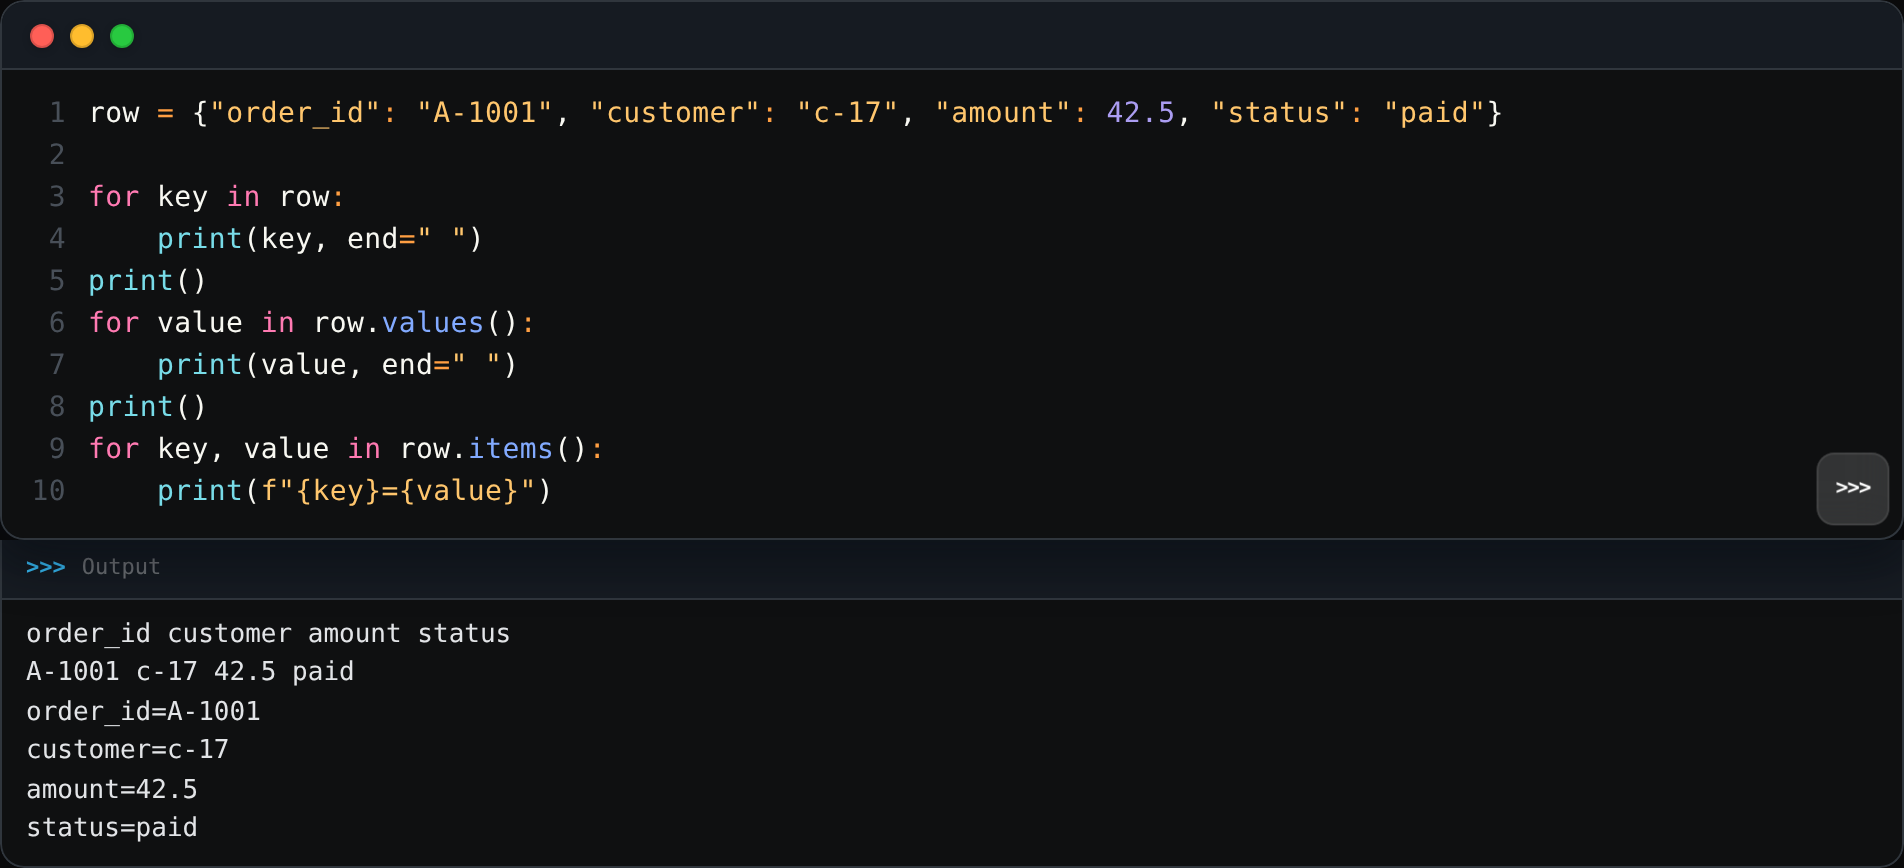 1 row = {"order_id": "A-1001", "customer": "c-17", "amount": 42.5, "status": "paid"}
2
3 for key in row:
4     print(key, end=" ")
5 print()
6 for value in row.values():
7     print(value, end=" ")
8 print()
9 for key, value in row.items():
10     print(f"{key}={value}")
>>>
>>> Output
order_id customer amount status
A-1001 c-17 42.5 paid
order_id=A-1001
customer=c-17
amount=42.5
status=paid